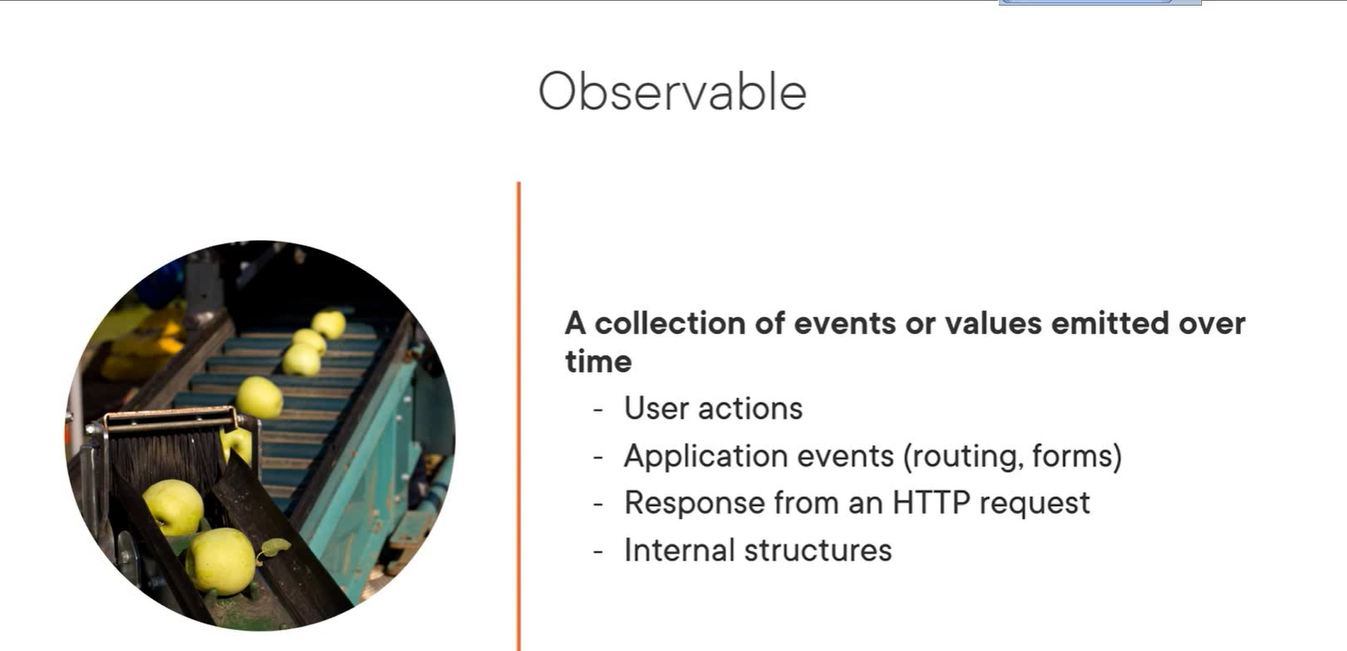 Observable
A collection of events or values emitted over
time
- User actions
- Application events (routing, forms)
- Response from an HTTP request
- Internal structures